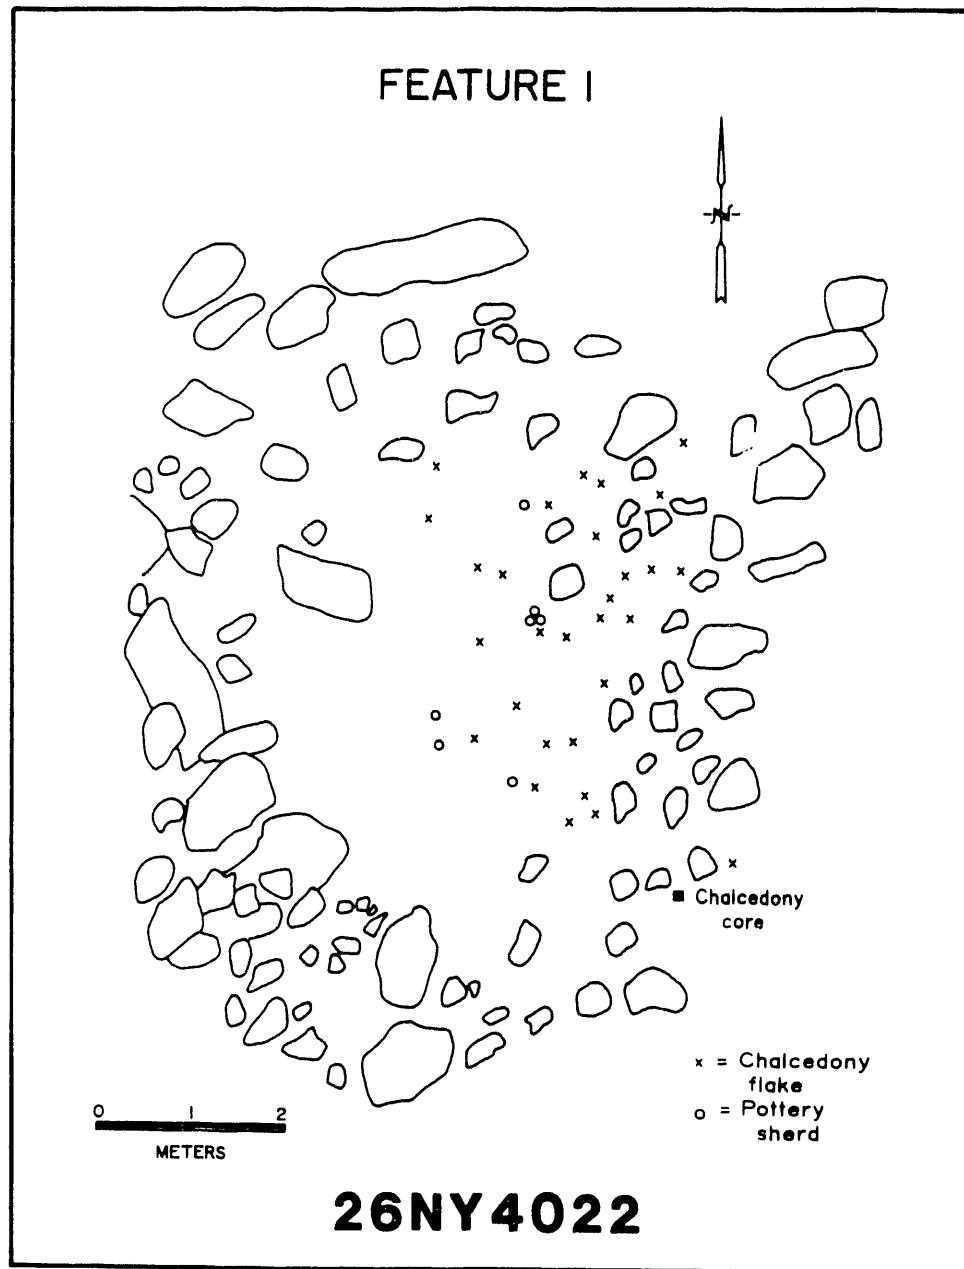 FEATURE I
N
Chalcedony
core
x = Chalcedony
flake
o = Pottery
sherd
0 1 2
METERS
26NY4022